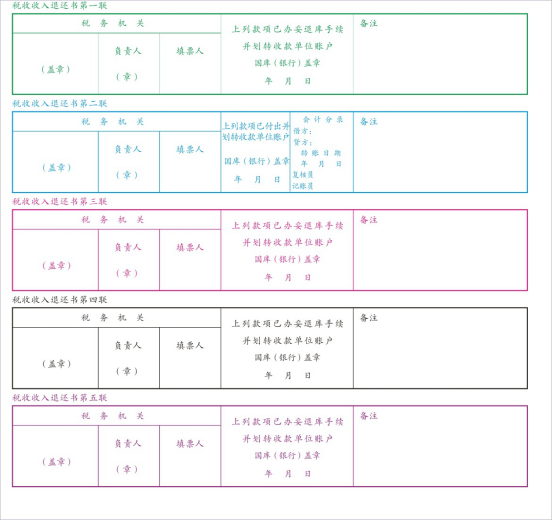 税收收入退还书第一联
税 务 机 关
（盖章）
负责人
（章）
填票人
上列款项已办妥退库手续
并划转收款单位账户
国库（银行）盖章
年 月 日
备注
税收收入退还书第二联
税 务 机 关
（盖章）
负责人
（章）
填票人
上列款项已付出并
划转收款单位账户
国库（银行）盖章
年 月 日
会 计 分 录
借方：
贷方：
转 账 日 期
年 月 日
复核员
记账员
备注
税收收入退还书第三联
税 务 机 关
（盖章）
负责人
（章）
填票人
上列款项已办妥退库手续
并划转收款单位账户
国库（银行）盖章
年 月 日
备注
税收收入退还书第四联
税 务 机 关
（盖章）
负责人
（章）
填票人
上列款项已办妥退库手续
并划转收款单位账户
国库（银行）盖章
年 月 日
备注
税收收入退还书第五联
税 务 机 关
（盖章）
负责人
（章）
填票人
上列款项已办妥退库手续
并划转收款单位账户
国库（银行）盖章
年 月 日
备注